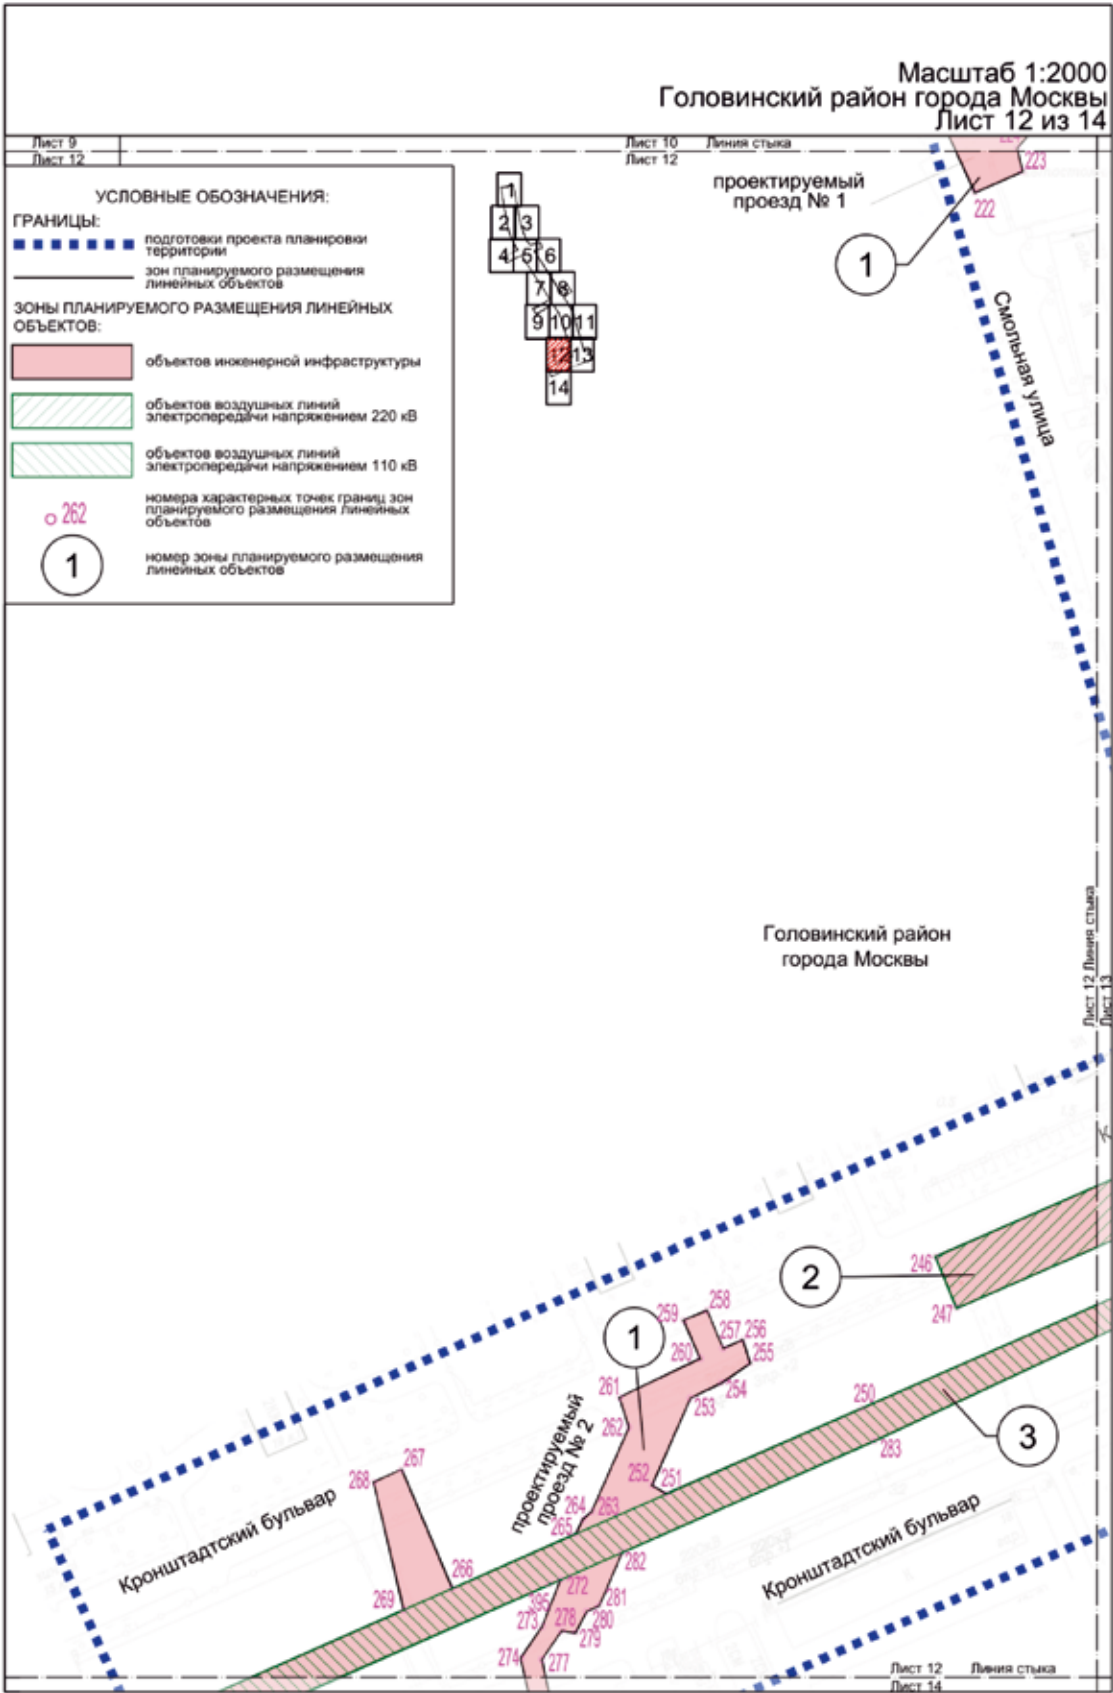 Масштаб 1:2000
Головинский район города Москвы
Лист 12 из 14
Лист 9
Лист 12
Лист 10 Линия стыка
Лист 12
УСЛОВНЫЕ ОБОЗНАЧЕНИЯ:
ГРАНИЦЫ:
подготовки проекта планировки
территории
зон планируемого размещения
линейных объектов
ЗОНЫ ПЛАНИРУЕМОГО РАЗМЕЩЕНИЯ ЛИНЕЙНЫХ
ОБЪЕКТОВ:
объектов инженерной инфраструктуры
объектов воздушных линий
электропередачи напряжением 220 кВ
объектов воздушных линий
электропередачи напряжением 110 кВ
262
номера характерных точек границ зон
планируемого размещения линейных
объектов
1
номер зоны планируемого размещения
линейных объектов
1
2 3
4 5 6
7 8
9 10 11
12 13
14
проектируемый
проезд № 1
223
222
1
Смольная улица
Головинский район
города Москвы
Лист 12 Линия стыка
Лист 13
246
2
247
258
259
1
257
256
260
255
261
254
253
262
250
3
283
проектируемый
проезд № 2
252
251
267
268
264
263
265
Кронштадтский бульвар
Кронштадтский бульвар
282
266
272
269
395
281
273
278
280
279
274
277
Лист 12 Линия стыка
Лист 14